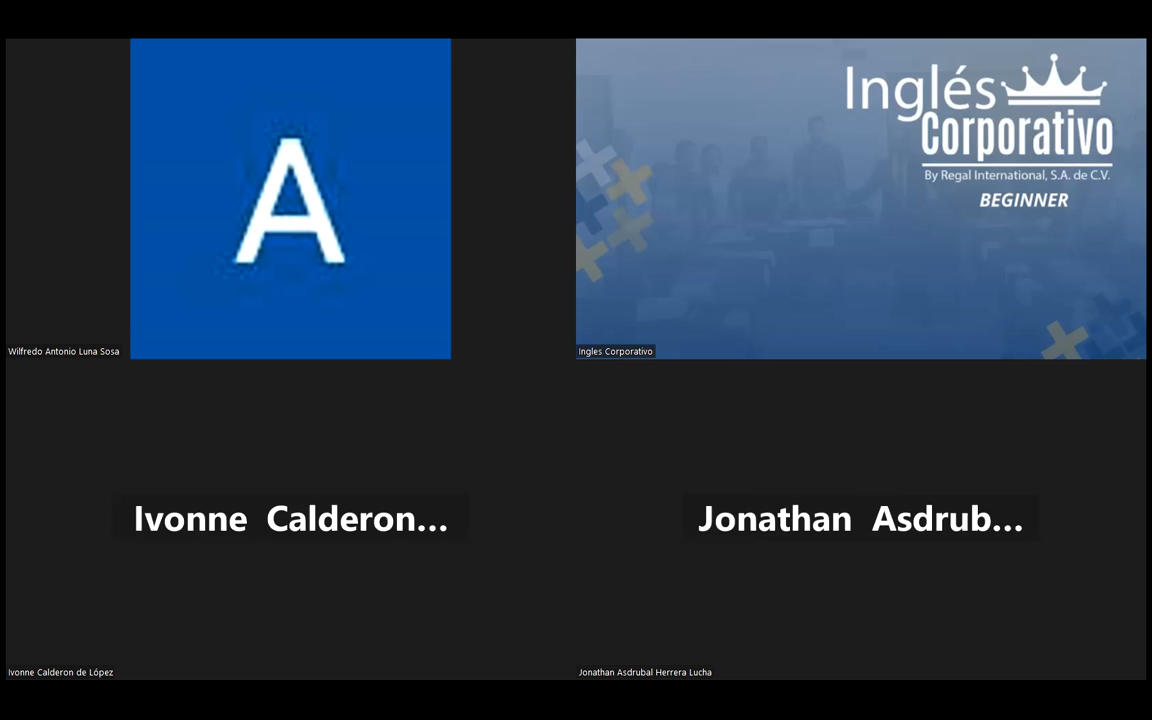 A
Wilfredo Antonio Luna Sosa
Inglés
Corporativo
By Regal International, S.A. de C.V.
BEGINNER
Ingles Corporativo
Ivonne Calderon...
Ivonne Calderon de López
Jonathan Asdrub...
Jonathan Asdrubal Herrera Lucha